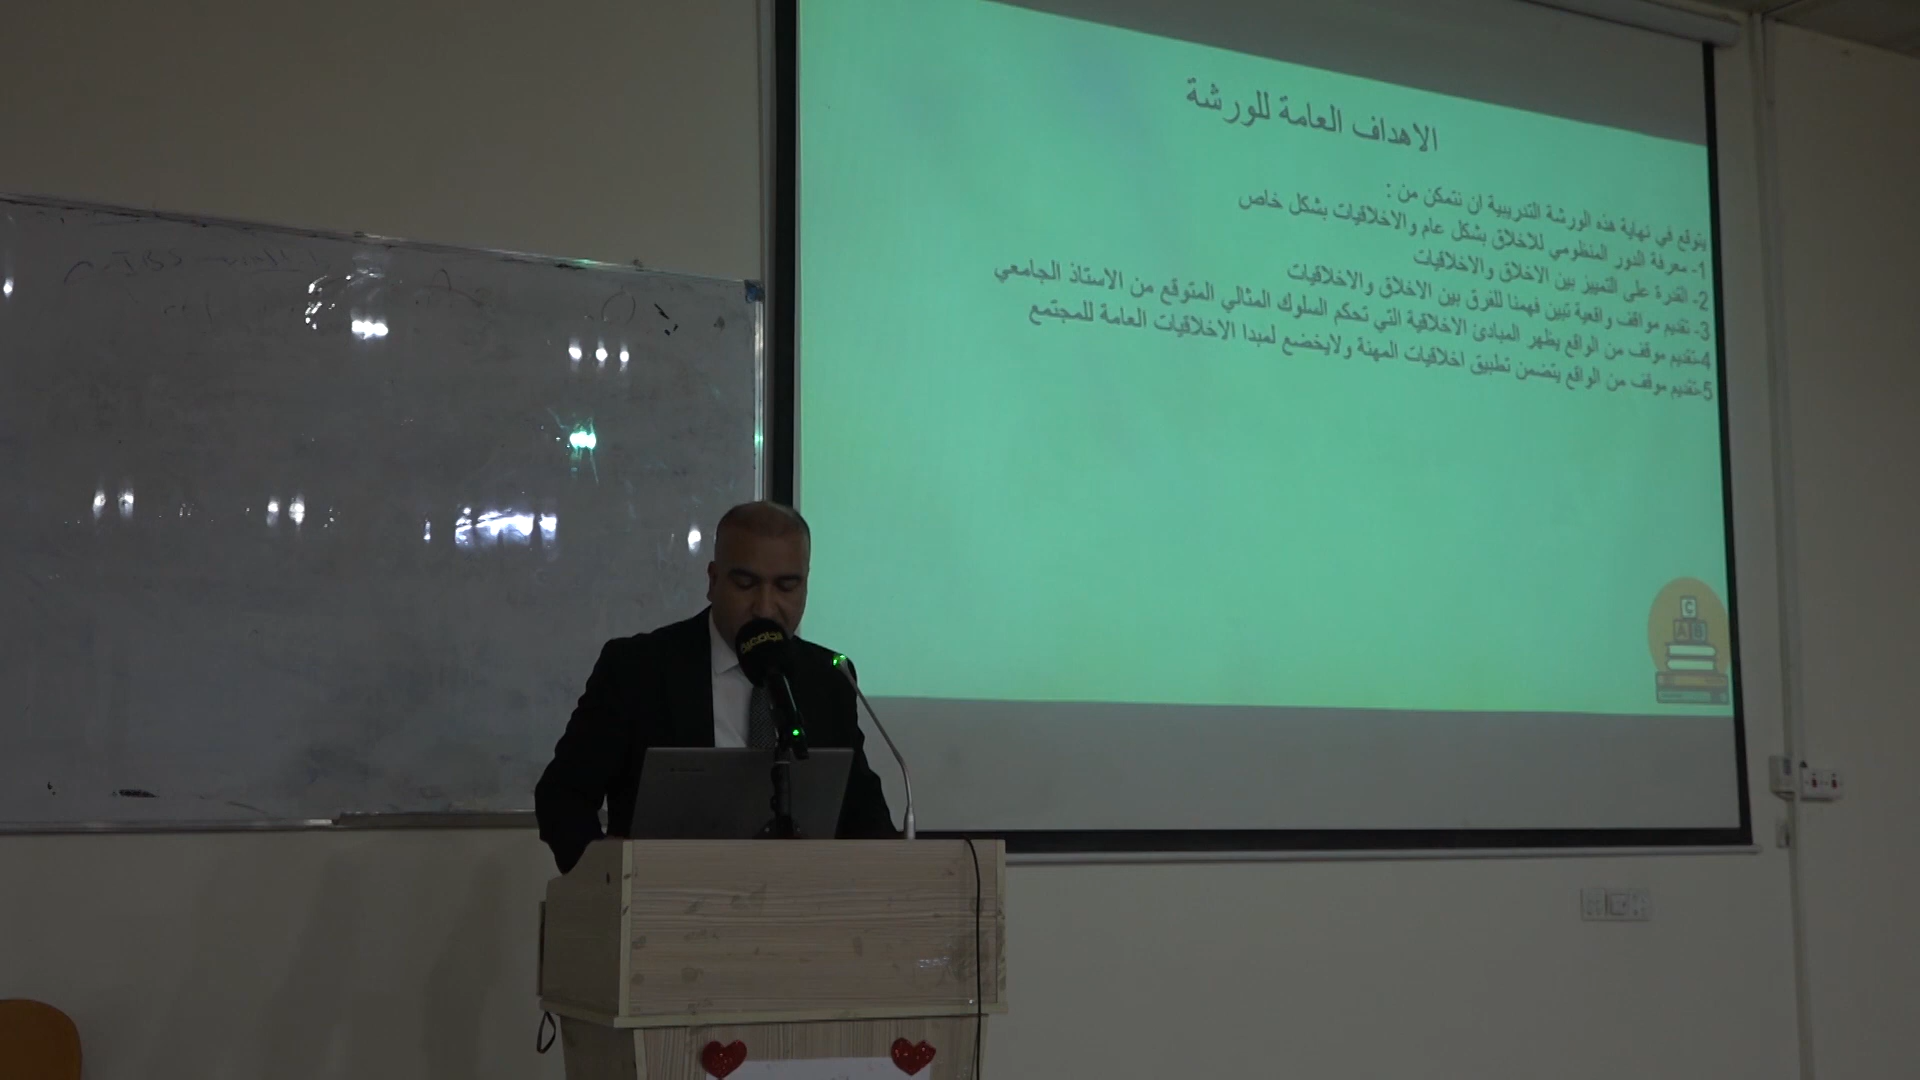 الاهداف العامة للورشة
يتوقع في نهاية هذه الورشة التدريبية ان نتمكن من :
1- معرفة الدور المنظومي للاخلاق بشكل عام والاخلاقيات بشكل خاص
2- القدرة على التمييز بين الاخلاق والاخلاقيات
3- تقديم مواقف واقعية تبين فهمنا للفرق بين الاخلاق والاخلاقيات
4-تقديم موقف من الواقع يظهر المبادئ الاخلاقية التي تحكم السلوك المثالي المتوقع من الاستاذ الجامعي
5-تقديم موقف من الواقع يتضمن تطبيق اخلاقيات المهنة ولايخضع لمبدا الاخلاقيات العامة للمجتمع
C
A B